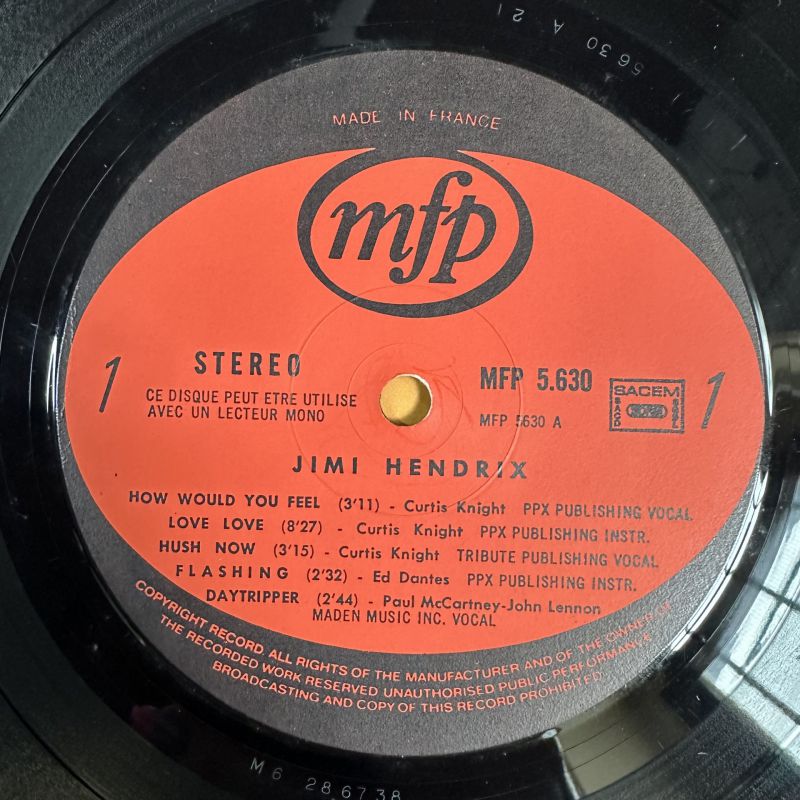 5630 A 21
MADE IN FRANCE
mfp
1
STEREO
CE DISQUE PEUT ETRE UTILISE
AVEC UN LECTEUR MONO
MFP 5.630
MFP 5630 A
SACEM
SACD
1
JIMI HENDRIX
HOW WOULD YOU FEEL (3'11) - Curtis Knight PPX PUBLISHING VOCAL
LOVE LOVE (8'27) - Curtis Knight PPX PUBLISHING INSTR.
HUSH NOW (3'15) - Curtis Knight TRIBUTE PUBLISHING VOCAL
FLASHING (2'32) - Ed Dantes PPX PUBLISHING INSTR.
DAYTRIPPER (2'44) - Paul McCartney-John Lennon
MADEN MUSIC INC. VOCAL
COPYRIGHT RECORD ALL RIGHTS OF THE MANUFACTURER AND OF THE OWNER OF
THE RECORDED WORK RESERVED UNAUTHORISED PUBLIC PERFORMANCE
BROADCASTING AND COPY OF THIS RECORD PROHIBITED
M6 286738